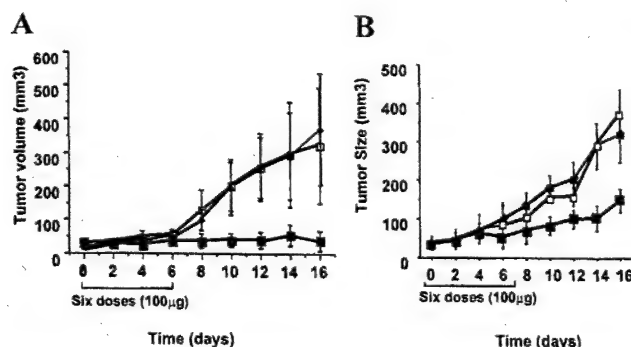 A
Tumor volume (mm3)
600
500
400
300
200
100
0
0 2 4 6 8 10 12 14 16
Six doses (100µg)
Time (days)
B
Tumor Size (mm3)
500
400
300
200
100
0
0 2 4 6 8 10 12 14 16
Six doses (100µg)
Time (days)